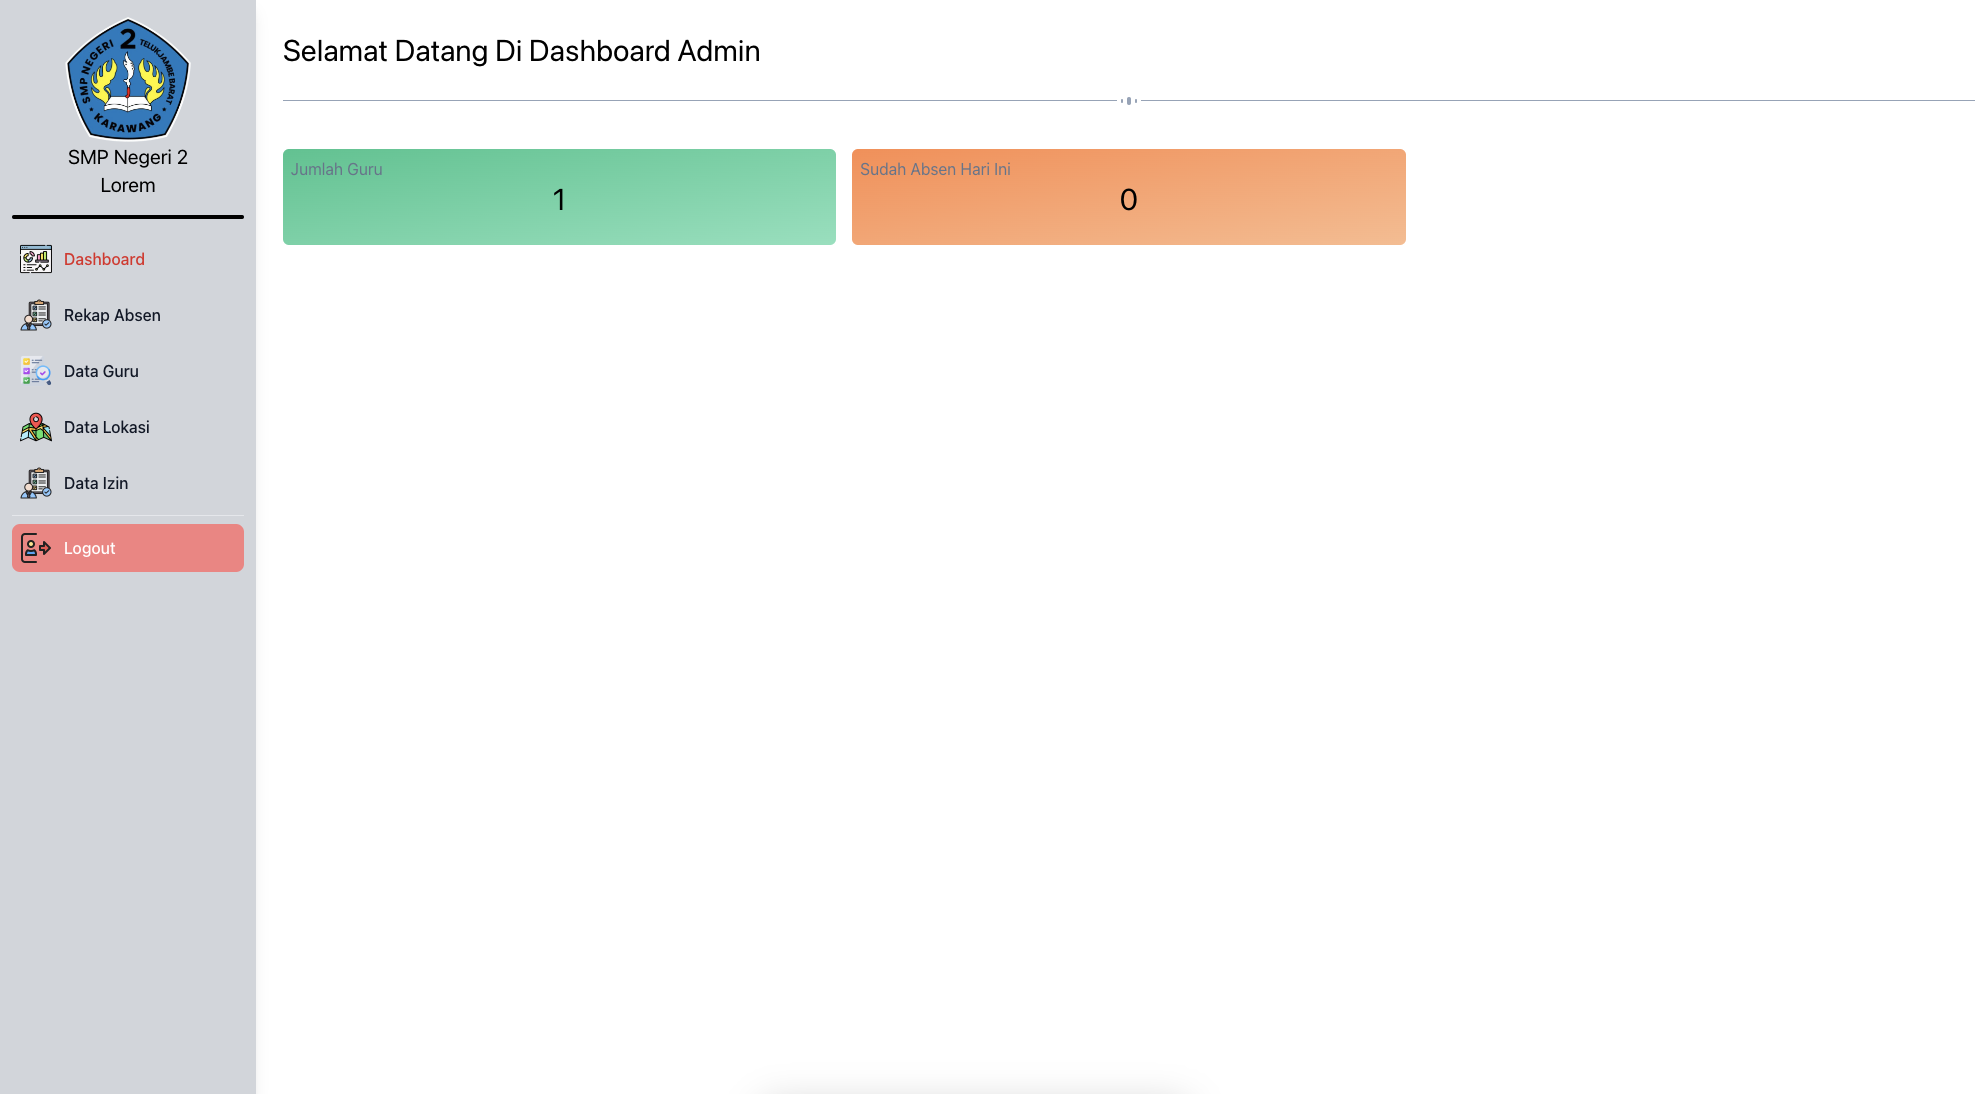 SMP NEGERI 2 TELUKJAMBE BARAT
KARAWANG
SMP Negeri 2
Lorem
Dashboard
Rekap Absen
Data Guru
Data Lokasi
Data Izin
Logout
Selamat Datang Di Dashboard Admin
Jumlah Guru
1
Sudah Absen Hari Ini
0